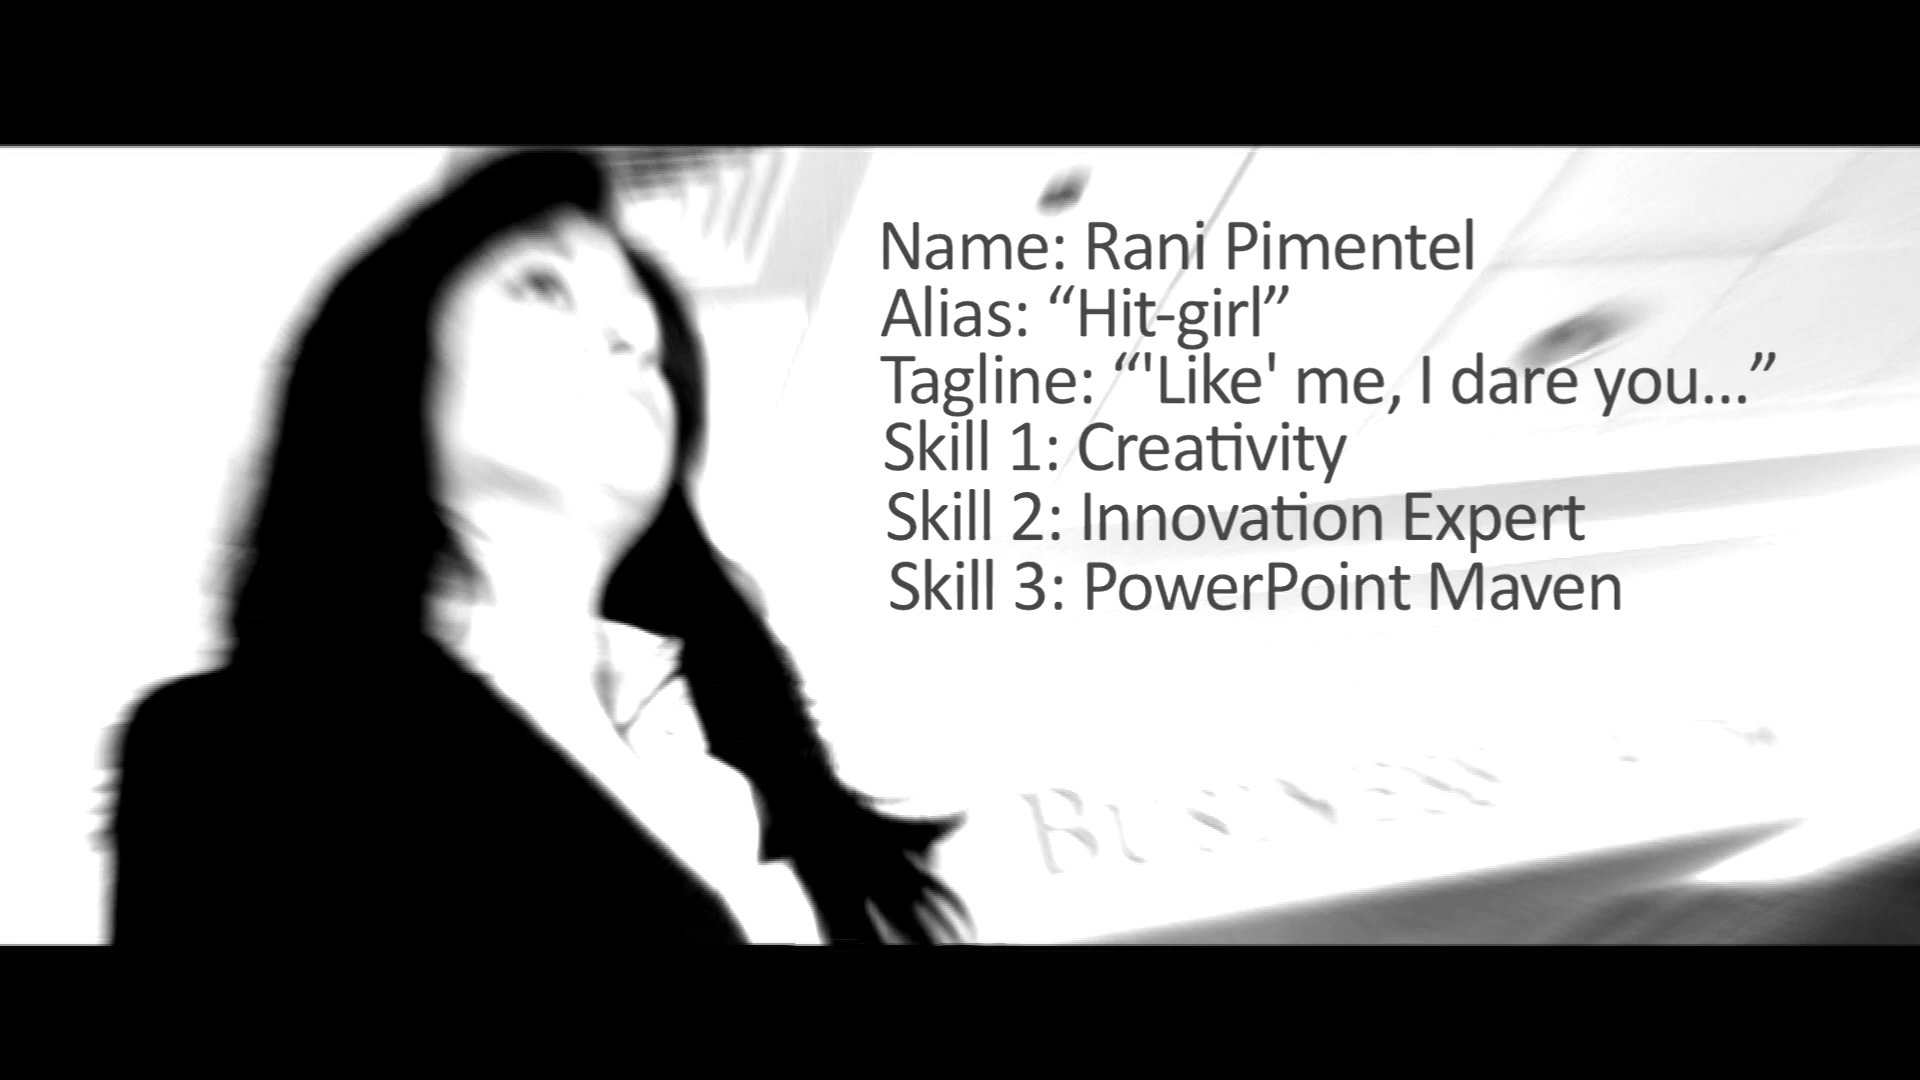 Name: Rani Pimentel
Alias: “Hit-girl”
Tagline: “'Like' me, I dare you...”
Skill 1: Creativity
Skill 2: Innovation Expert
Skill 3: PowerPoint Maven